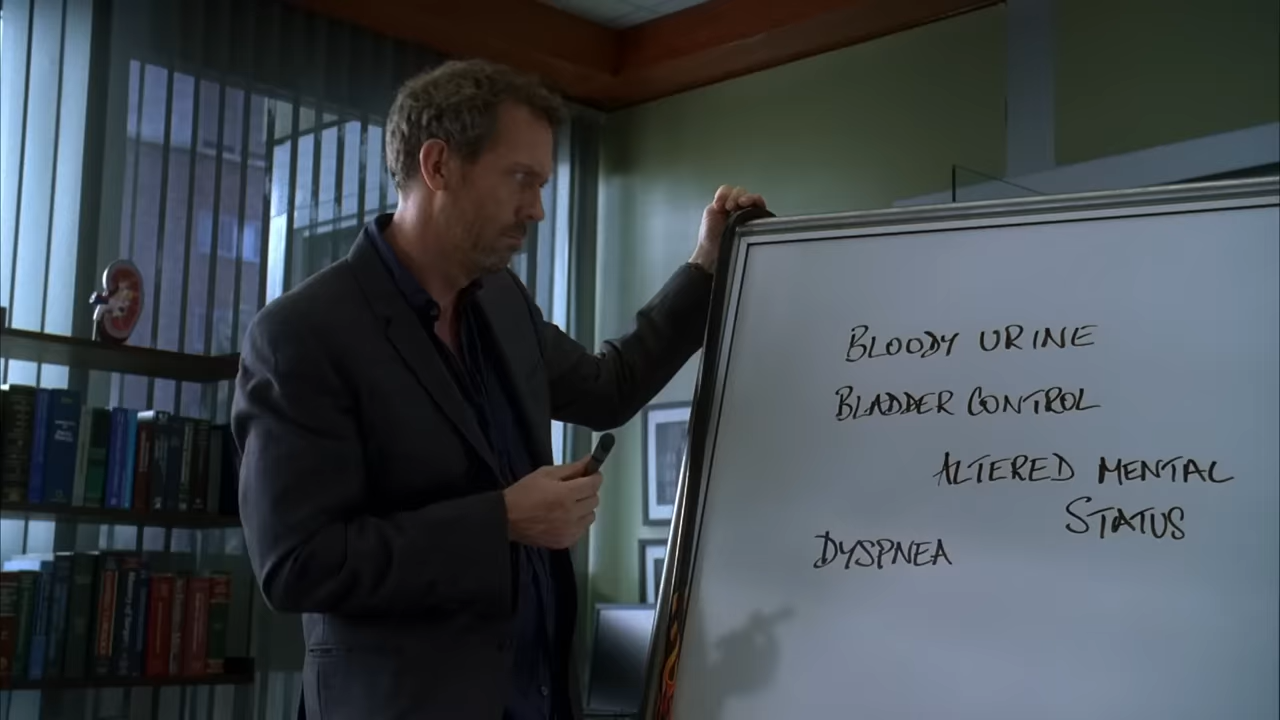 BLOODY URINE
BLADDER CONTROL
ALTERED MENTAL
STATUS
DYSPNEA